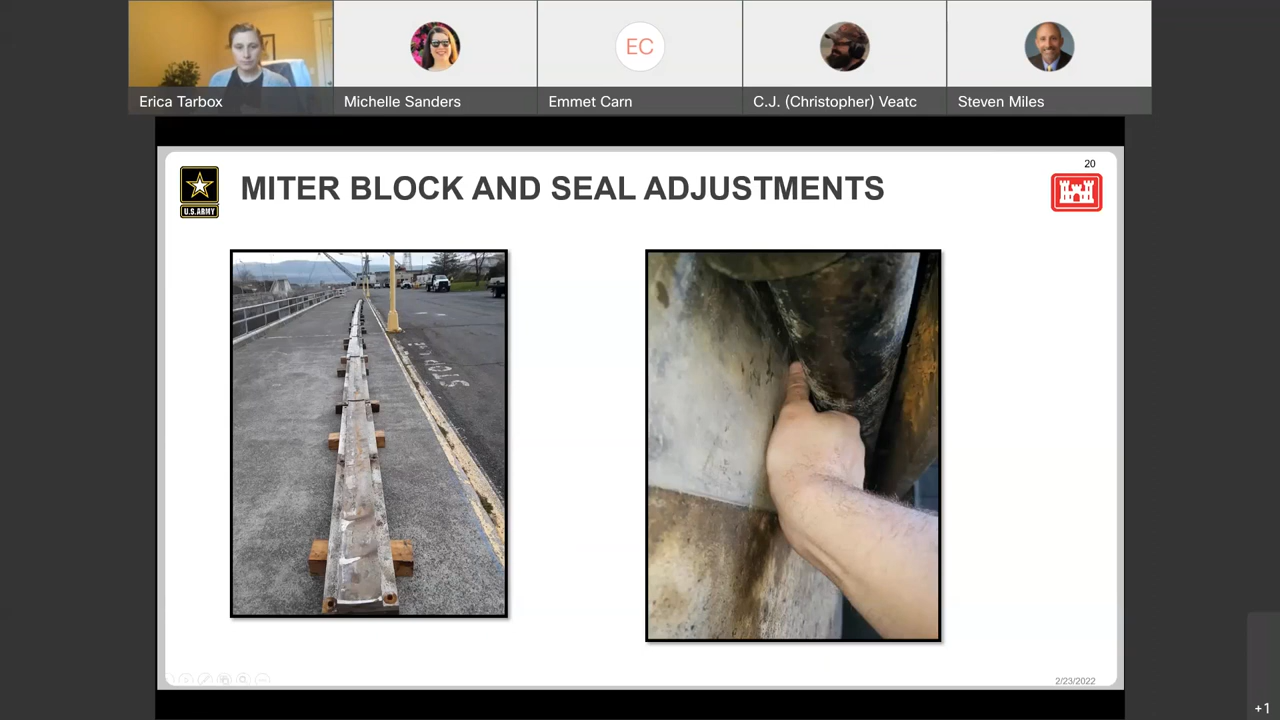 EC
Erica Tarbox
Michelle Sanders
Emmet Carn
C.J. (Christopher) Veatc
Steven Miles
20
U.S.ARMY
MITER BLOCK AND SEAL ADJUSTMENTS
STOP
2/23/2022
+1